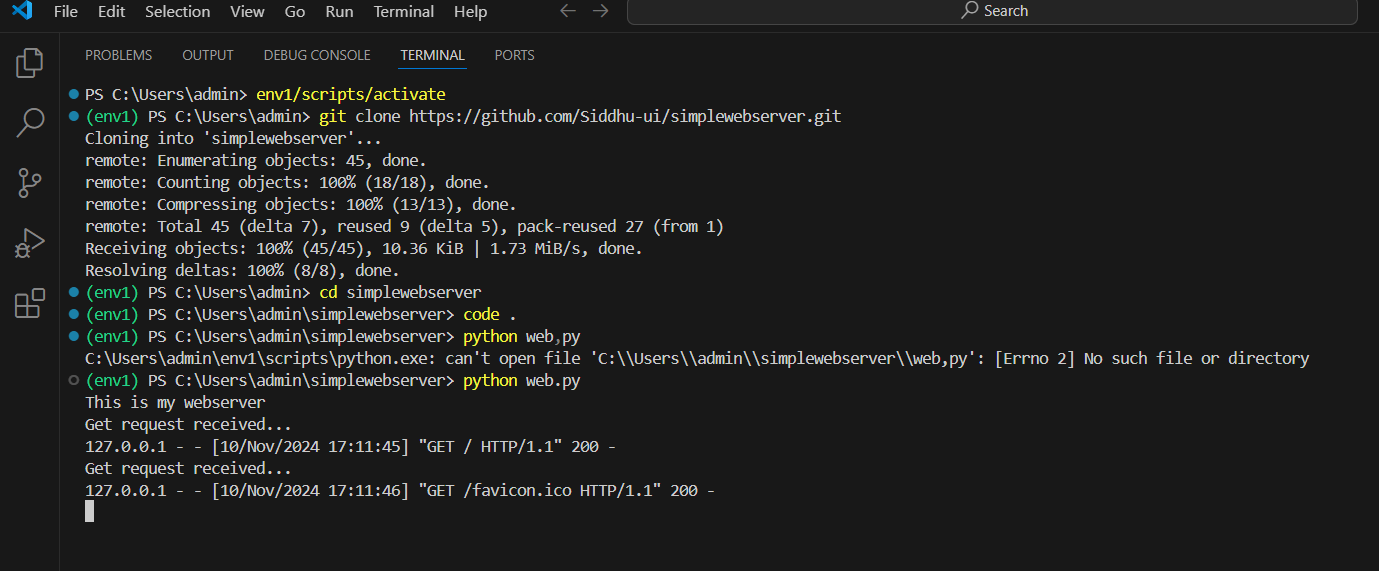 File Edit Selection View Go Run Terminal Help Search
PROBLEMS OUTPUT DEBUG CONSOLE TERMINAL PORTS
PS C:\Users\admin> env1/scripts/activate
(env1) PS C:\Users\admin> git clone https://github.com/Siddhu-ui/simplewebserver.git
Cloning into 'simplewebserver'...
remote: Enumerating objects: 45, done.
remote: Counting objects: 100% (18/18), done.
remote: Compressing objects: 100% (13/13), done.
remote: Total 45 (delta 7), reused 9 (delta 5), pack-reused 27 (from 1)
Receiving objects: 100% (45/45), 10.36 KiB | 1.73 MiB/s, done.
Resolving deltas: 100% (8/8), done.
(env1) PS C:\Users\admin> cd simplewebserver
(env1) PS C:\Users\admin\simplewebserver> code .
(env1) PS C:\Users\admin\simplewebserver> python web,py
C:\Users\admin\env1\scripts\python.exe: can't open file 'C:\\Users\\admin\\simplewebserver\\web,py': [Errno 2] No such file or directory
(env1) PS C:\Users\admin\simplewebserver> python web.py
This is my webserver
Get request received...
127.0.0.1 - - [10/Nov/2024 17:11:45] "GET / HTTP/1.1" 200 -
Get request received...
127.0.0.1 - - [10/Nov/2024 17:11:46] "GET /favicon.ico HTTP/1.1" 200 -